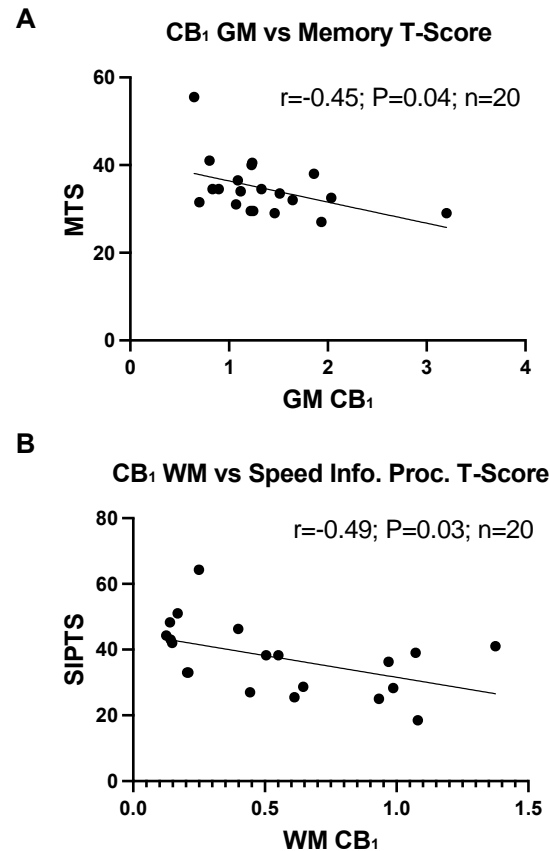 A
CB₁ GM vs Memory T-Score
r=-0.45; P=0.04; n=20
60
40
20
0
MTS
0 1 2 3 4
GM CB₁
B
CB₁ WM vs Speed Info. Proc. T-Score
r=-0.49; P=0.03; n=20
80
60
40
20
0
SIPTS
0.0 0.5 1.0 1.5
WM CB₁